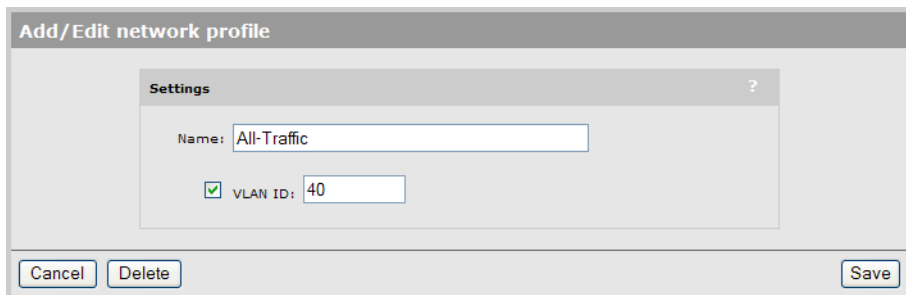 Add/Edit network profile
Settings ?
Name: All-Traffic
VLAN ID: 40
Cancel Delete Save